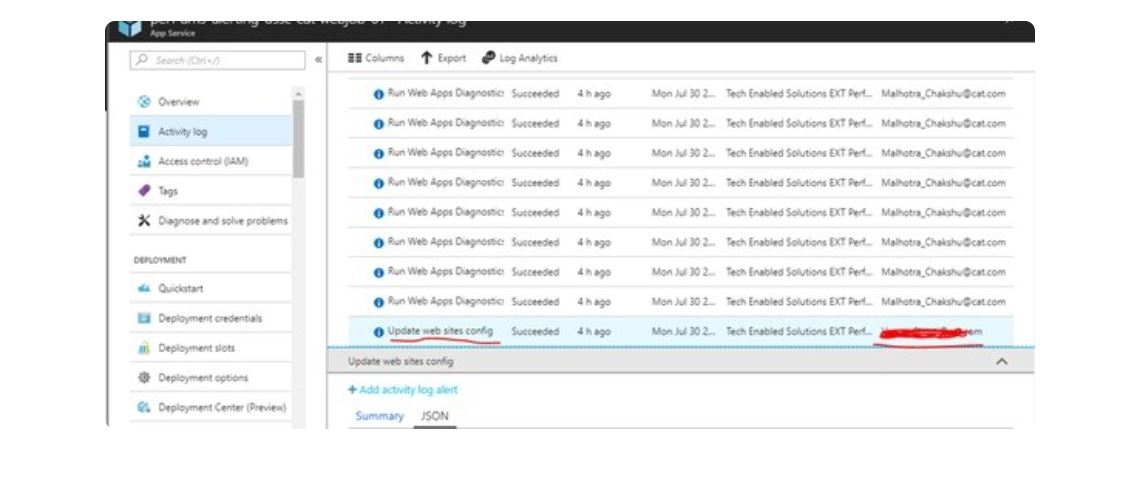 App Service
Search (Ctrl+/)
«
Overview
Activity log
Access control (IAM)
Tags
Diagnose and solve problems
DEPLOYMENT
Quickstart
Deployment credentials
Deployment slots
Deployment options
Deployment Center (Preview)
Columns Export Log Analytics
Run Web Apps Diagnostic Succeeded 4 h ago Mon Jul 30 2... Tech Enabled Solutions EXT Perf... Malhotra_Chakshu@cat.com
Run Web Apps Diagnostic Succeeded 4 h ago Mon Jul 30 2... Tech Enabled Solutions EXT Perf... Malhotra_Chakshu@cat.com
Run Web Apps Diagnostic Succeeded 4 h ago Mon Jul 30 2... Tech Enabled Solutions EXT Perf... Malhotra_Chakshu@cat.com
Run Web Apps Diagnostic Succeeded 4 h ago Mon Jul 30 2... Tech Enabled Solutions EXT Perf... Malhotra_Chakshu@cat.com
Run Web Apps Diagnostic Succeeded 4 h ago Mon Jul 30 2... Tech Enabled Solutions EXT Perf... Malhotra_Chakshu@cat.com
Run Web Apps Diagnostic Succeeded 4 h ago Mon Jul 30 2... Tech Enabled Solutions EXT Perf... Malhotra_Chakshu@cat.com
Run Web Apps Diagnostic Succeeded 4 h ago Mon Jul 30 2... Tech Enabled Solutions EXT Perf... Malhotra_Chakshu@cat.com
Run Web Apps Diagnostic Succeeded 4 h ago Mon Jul 30 2... Tech Enabled Solutions EXT Perf... Malhotra_Chakshu@cat.com
Update web sites config Succeeded 4 h ago Mon Jul 30 2... Tech Enabled Solutions EXT Perf...
Update web sites config
+ Add activity log alert
Summary JSON